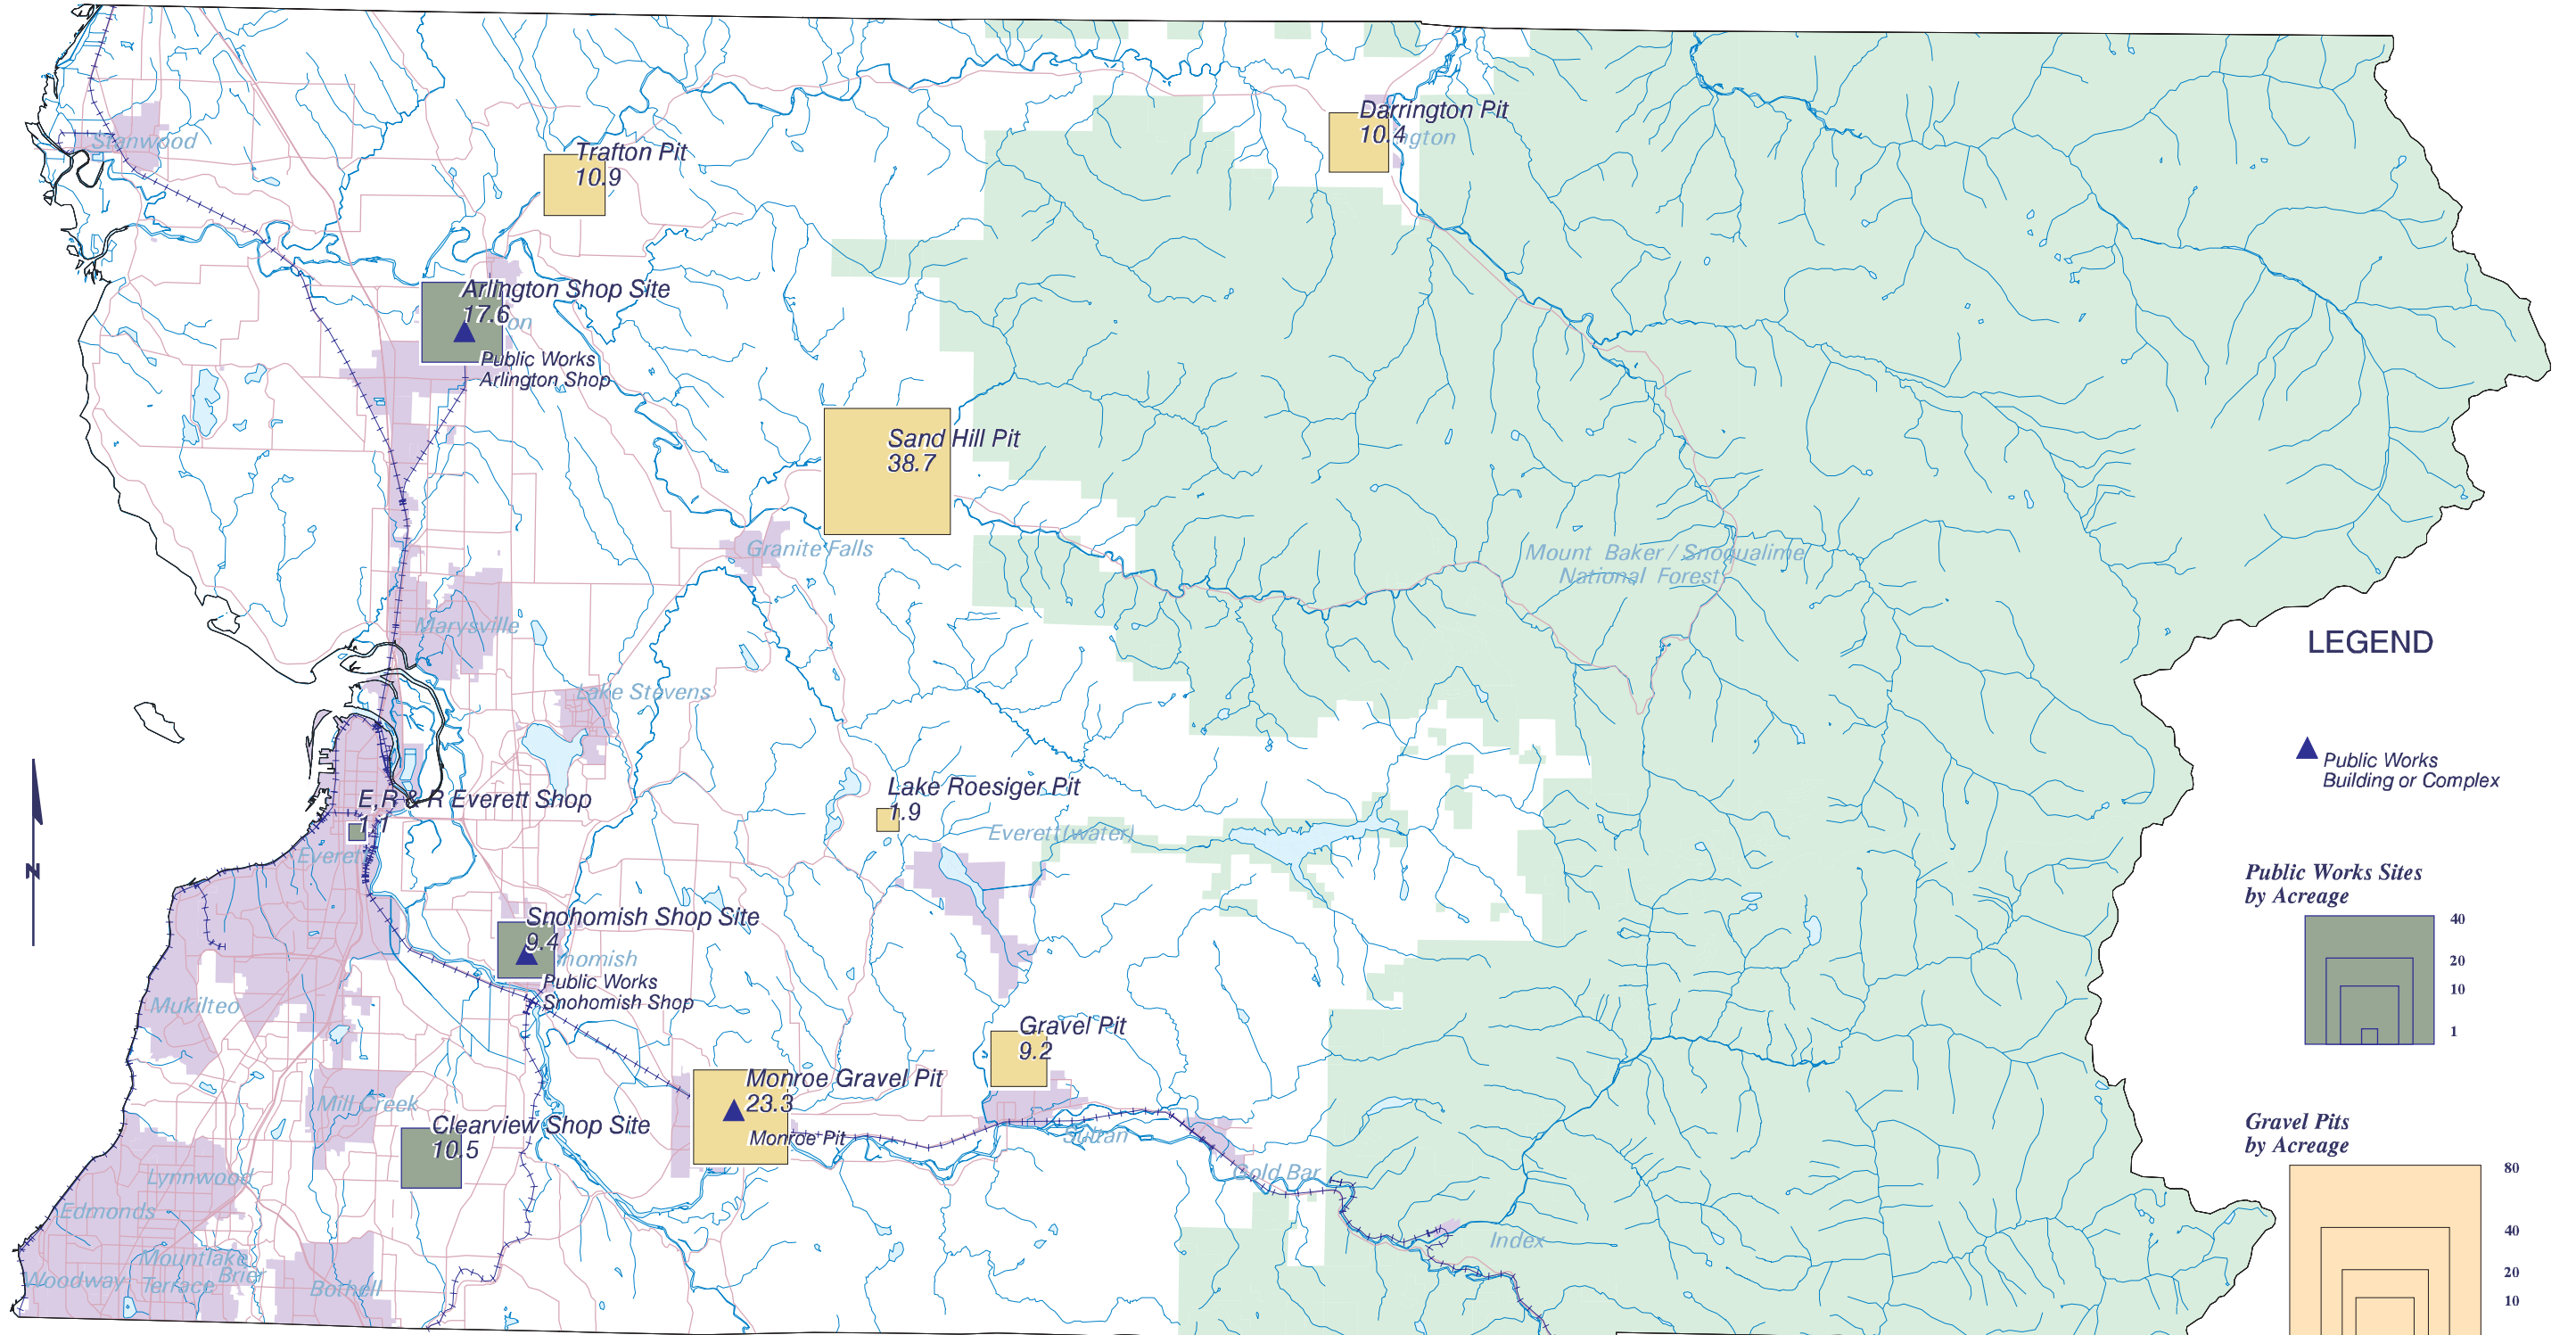 Stanwood
Darrington Pit
10.4
ngton
Trafton Pit
10.9
Arlington Shop Site
17.6
on
Public Works
Arlington Shop
Sand Hill Pit
38.7
Granite Falls
Mount Baker / Snoqualime
National Forest
Marysville
Lake Stevens
LEGEND
Public Works
Building or Complex
E,R & R Everett Shop
1.1
Everett
Lake Roesiger Pit
1.9
Everett(water)
N
Public Works Sites
by Acreage
40
20
10
1
Snohomish Shop Site
9.4
homish
Public Works
Snohomish Shop
Mukilteo
Gravel Pit
9.2
Monroe Gravel Pit
23.3
Monroe Pit
Mill Creek
Clearview Shop Site
10.5
Sultan
Gold Bar
Index
Gravel Pits
by Acreage
80
40
20
10
Lynnwood
Edmonds
Mountlake
Terrace
Brier
Woodway
Bothell